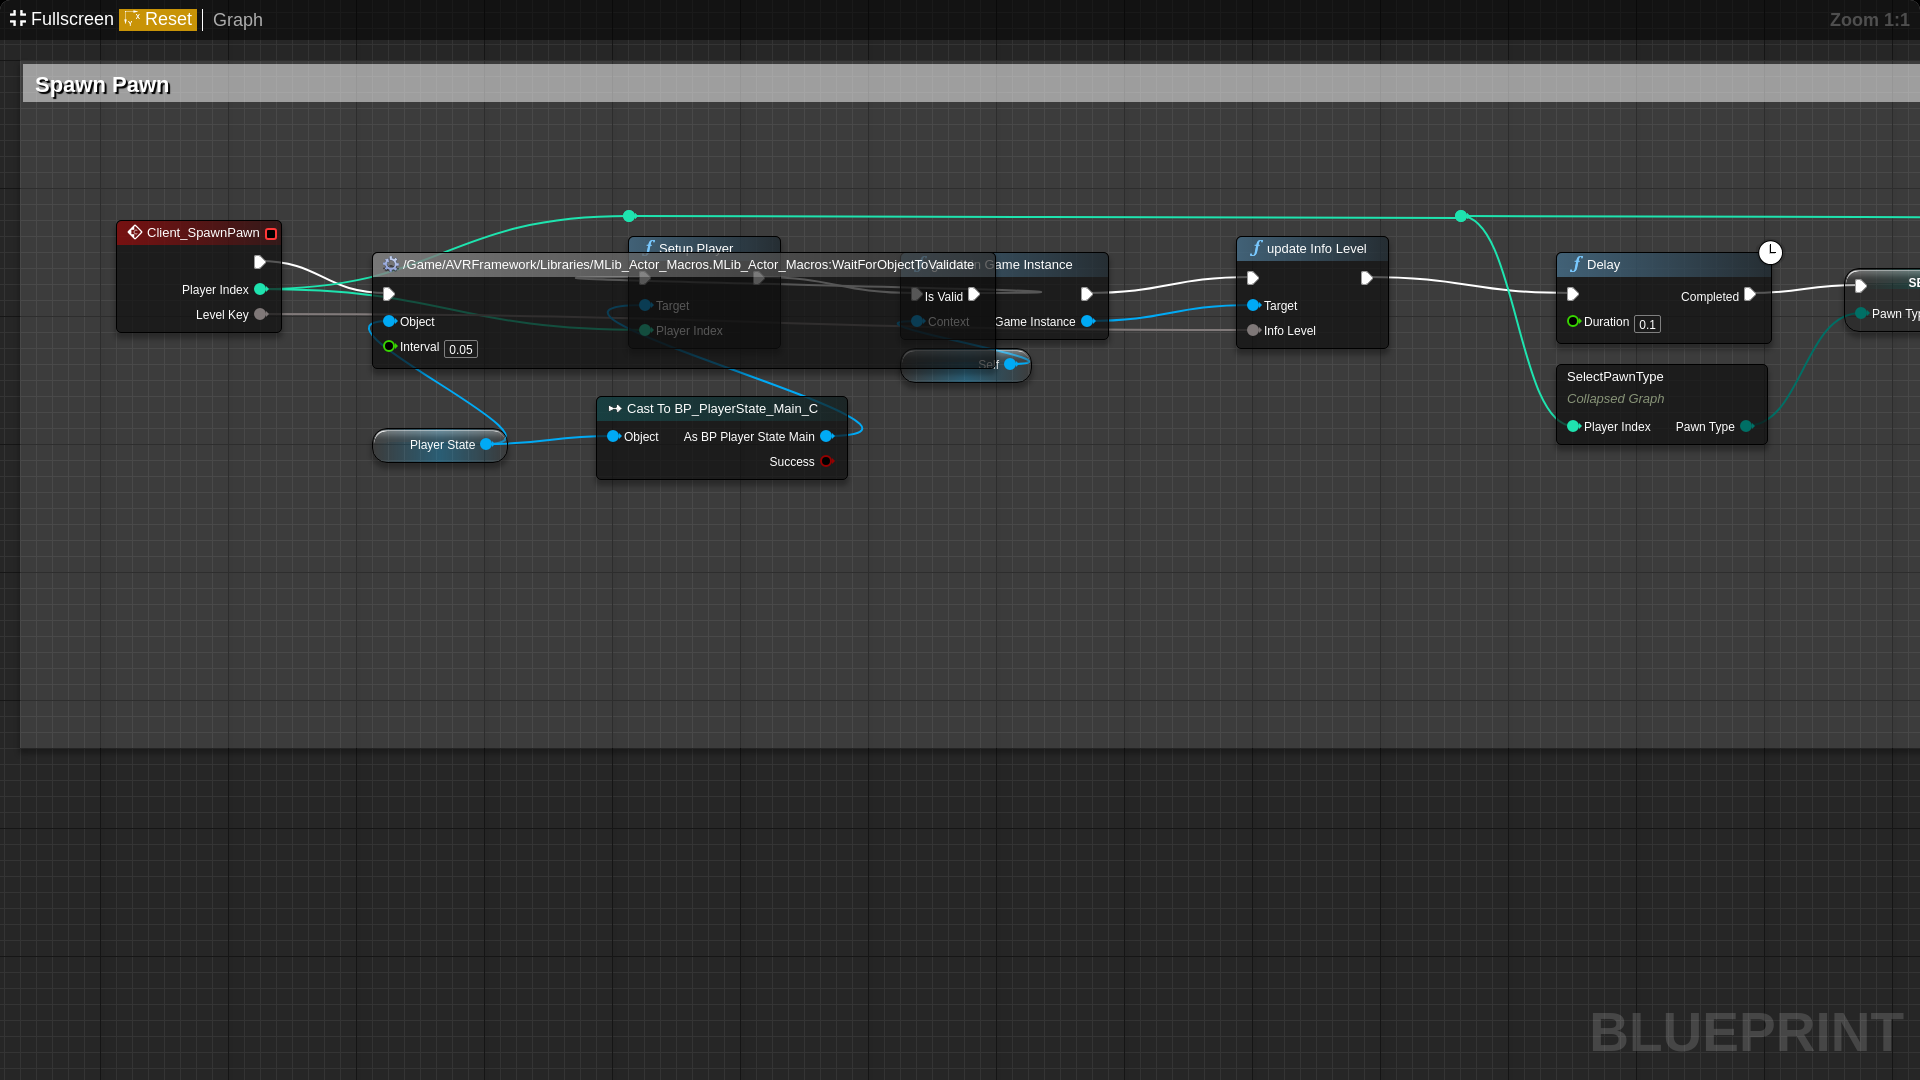 Fullscreen Reset Graph
Zoom 1:1
Spawn Pawn
Client_SpawnPawn
Player Index
Level Key
/Game/AVRFramework/Libraries/MLib_Actor_Macros.MLib_Actor_Macros:WaitForObjectToValidate
Object
Interval 0.05
Is Valid
Setup Player
Target
Player Index
Game Instance
Context
Game Instance
Self
update Info Level
Target
Info Level
Delay
Completed
Duration 0.1
Pawn
SelectPawnType
Collapsed Graph
Player Index Pawn Type
Player State
Cast To BP_PlayerState_Main_C
Object As BP Player State Main
Success
BLUEPRINT